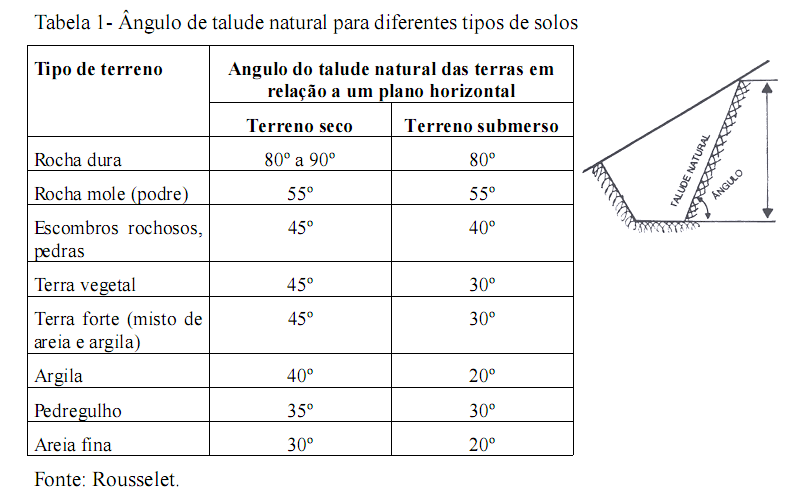 Tabela 1- Ângulo de talude natural para diferentes tipos de solos
Tipo de terreno
Angulo do talude natural das terras em
relação a um plano horizontal
Terreno seco
Terreno submerso
Rocha dura
80º a 90º
80º
Rocha mole (podre)
55º
55º
Escombros rochosos,
pedras
45º
40º
Terra vegetal
45º
30º
Terra forte (misto de
areia e argila)
45º
30º
Argila
40º
20º
Pedregulho
35º
30º
Areia fina
30º
20º
Fonte: Rousselet.
TALUDE NATURAL
ÂNGULO